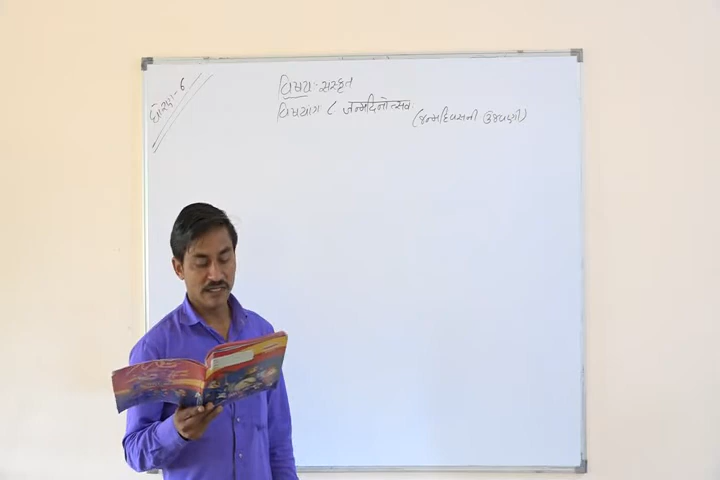 ધોરણ-6
વિષય:-સંસ્કૃત
વિષયાંગ ૮ જન્મદિનોત્સવ
(જન્મદિવસની ઉજવણી)